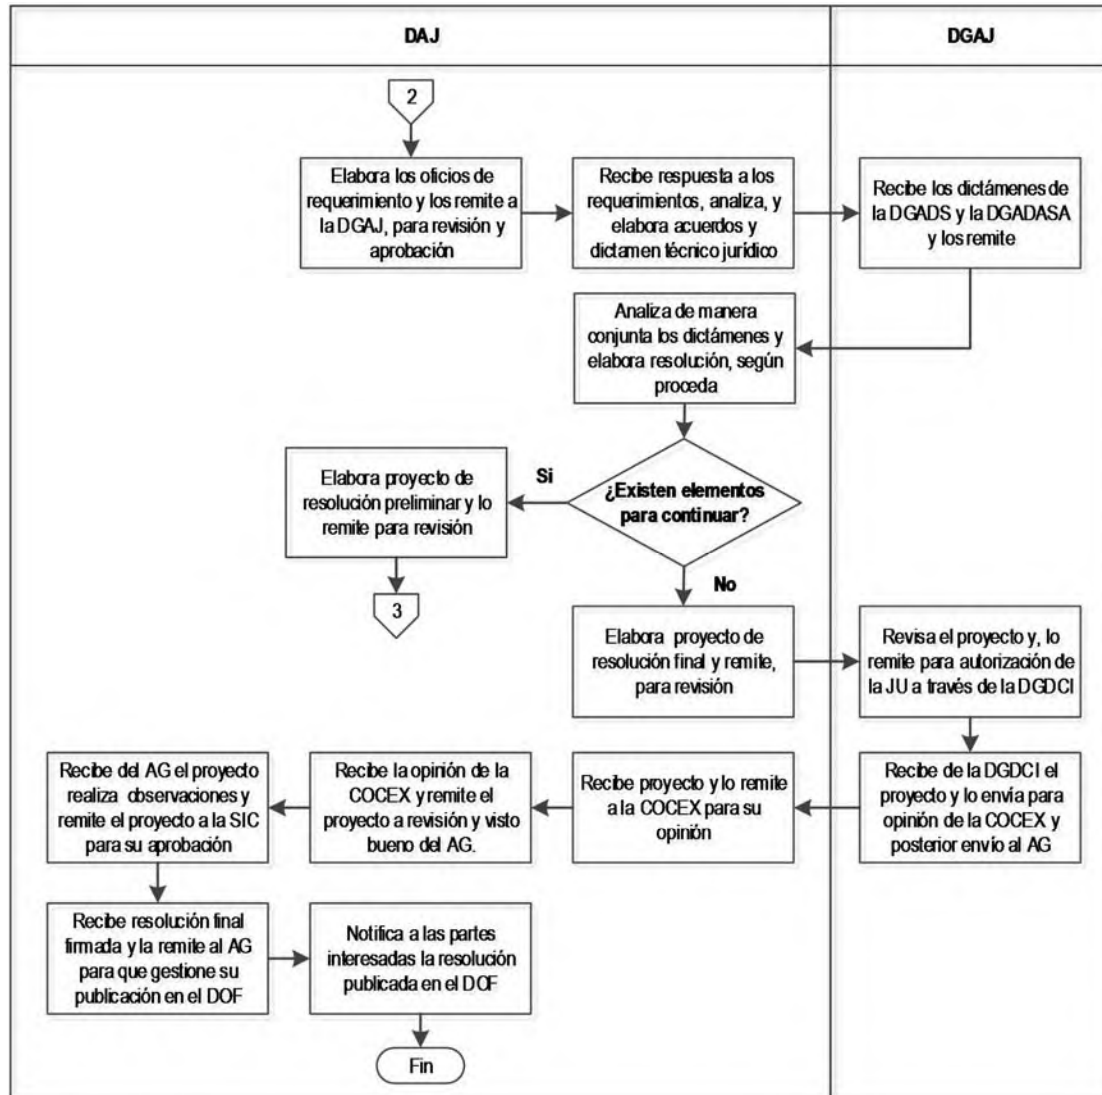 DAJ
DGAJ
2
Elabora los oficios de
requerimiento y los remite a
la DGAJ, para revisión y
aprobación
Recibe respuesta a los
requerimientos, analiza, y
elabora acuerdos y
dictamen técnico jurídico
Recibe los dictámenes de
la DGADS y la DGADASA
y los remite
Analiza de manera
conjunta los dictámenes y
elabora resolución, según
proceda
¿Existen elementos
para continuar?
Si
Elabora proyecto de
resolución preliminar y lo
remite para revisión
3
No
Elabora proyecto de
resolución final y remite,
para revisión
Revisa el proyecto y, lo
remite para autorización de
la JU a través de la DGDCI
Recibe de la DGDCI el
proyecto y lo envía para
opinión de la COCEX y
posterior envío al AG
Recibe proyecto y lo remite
a la COCEX para su
opinión
Recibe la opinión de la
COCEX y remite el
proyecto a revisión y visto
bueno del AG.
Recibe del AG el proyecto
realiza observaciones y
remite el proyecto a la SIC
para su aprobación
Recibe resolución final
firmada y la remite al AG
para que gestione su
publicación en el DOF
Notifica a las partes
interesadas la resolución
publicada en el DOF
Fin